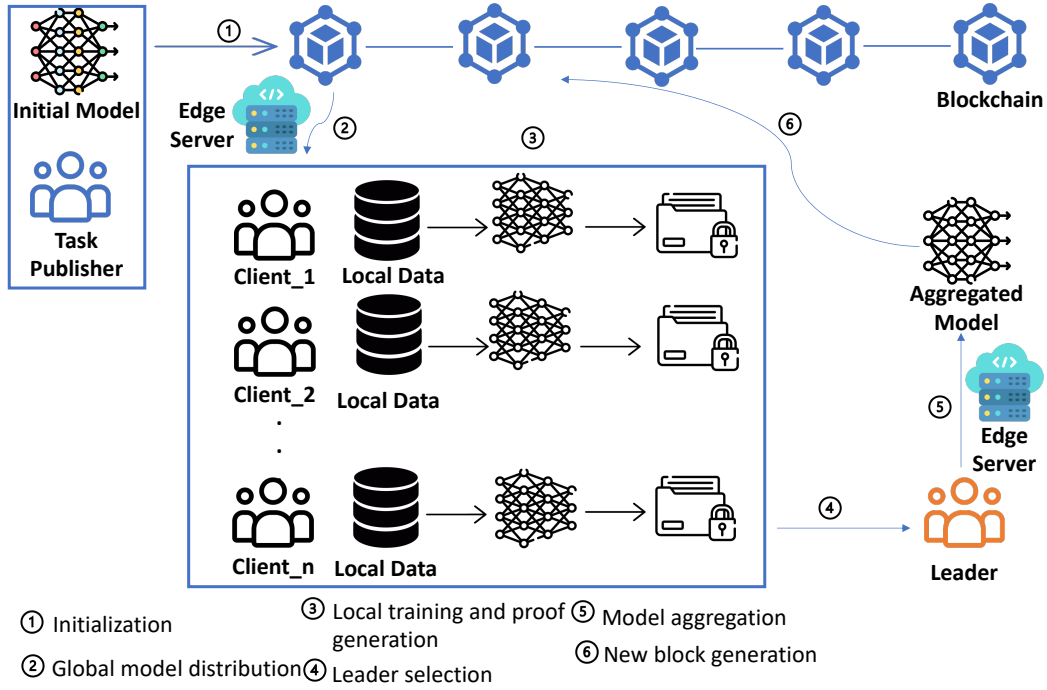 ①
Initial Model
Task
Publisher
Edge
Server
②
③
⑥
Blockchain
Client_1
Local Data
Client_2
Local Data
.
.
Client_n
Local Data
④
Aggregated
Model
⑤
Edge
Server
Leader
① Initialization
② Global model distribution
③ Local training and proof
generation
④ Leader selection
⑤ Model aggregation
⑥ New block generation